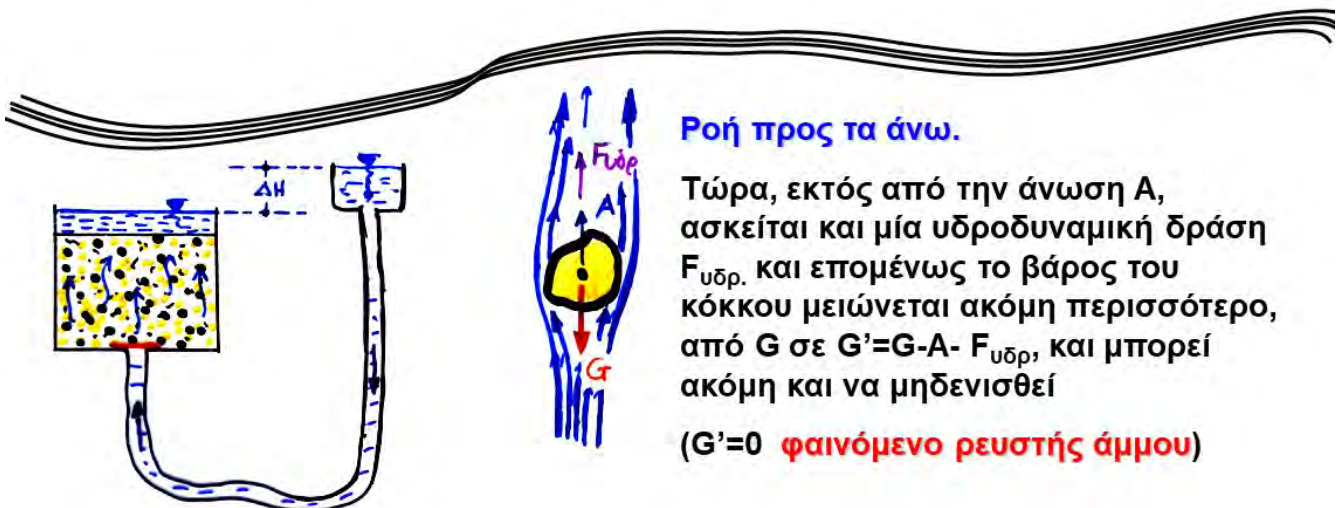 ΔΗ
Fυδρ
A
G
Ροή προς τα άνω.
Τώρα, εκτός από την άνωση Α,
ασκείται και μία υδροδυναμική δράση
Fυδρ. και επομένως το βάρος του
κόκκου μειώνεται ακόμη περισσότερο,
από G σε G’=G-A- Fυδρ, και μπορεί
ακόμη και να μηδενισθεί
(G’=0 φαινόμενο ρευστής άμμου)